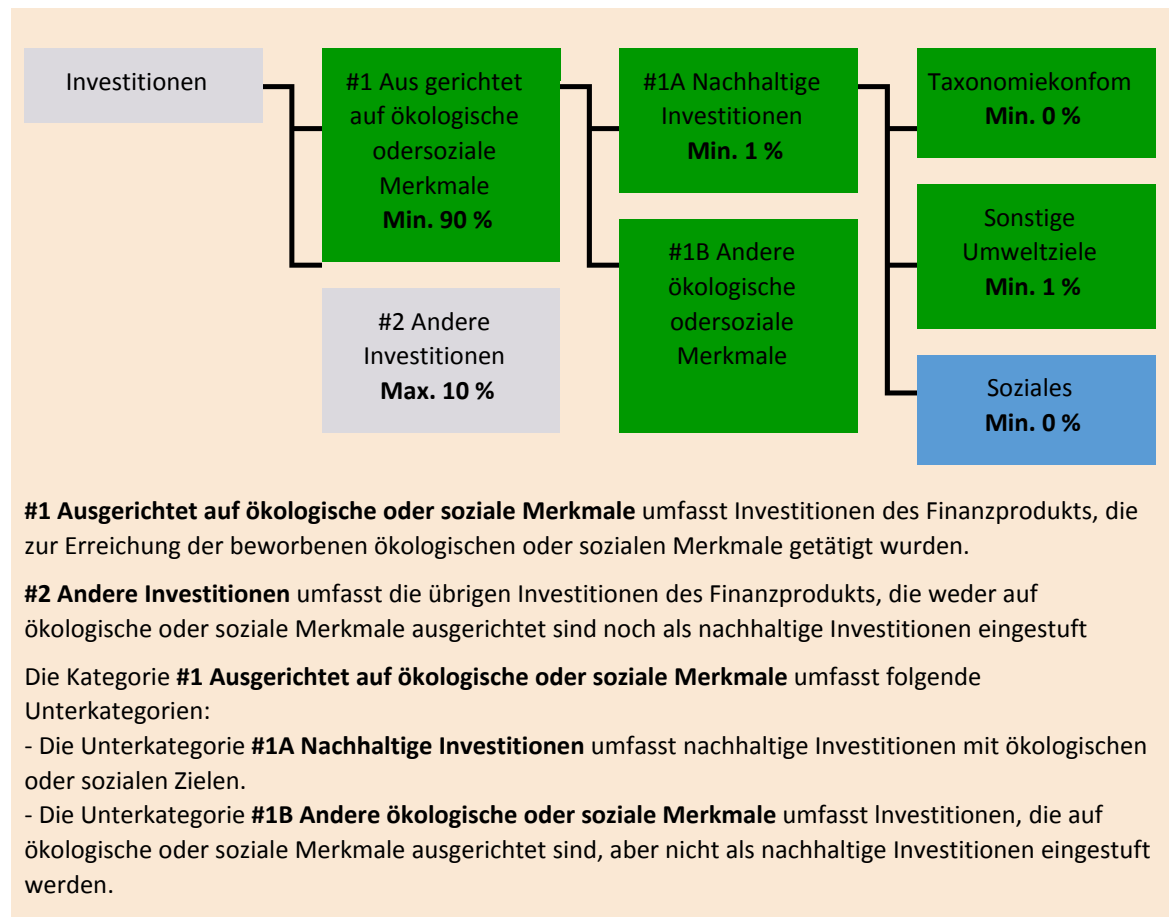 Investitionen
#1 Aus gerichtet
auf ökologische
odersoziale
Merkmale
Min. 90 %
#2 Andere
Investitionen
Max. 10 %
#1A Nachhaltige
Investitionen
Min. 1 %
#1B Andere
ökologische
odersoziale
Merkmale
Taxonomiekonfom
Min. 0 %
Sonstige
Umweltziele
Min. 1 %
Soziales
Min. 0 %
#1 Ausgerichtet auf ökologische oder soziale Merkmale umfasst Investitionen des Finanzprodukts, die
zur Erreichung der beworbenen ökologischen oder sozialen Merkmale getätigt wurden.
#2 Andere Investitionen umfasst die übrigen Investitionen des Finanzprodukts, die weder auf
ökologische oder soziale Merkmale ausgerichtet sind noch als nachhaltige Investitionen eingestuft
Die Kategorie #1 Ausgerichtet auf ökologische oder soziale Merkmale umfasst folgende
Unterkategorien:
- Die Unterkategorie #1A Nachhaltige Investitionen umfasst nachhaltige Investitionen mit ökologischen
oder sozialen Zielen.
- Die Unterkategorie #1B Andere ökologische oder soziale Merkmale umfasst lnvestitionen, die auf
ökologische oder soziale Merkmale ausgerichtet sind, aber nicht als nachhaltige Investitionen eingestuft
werden.